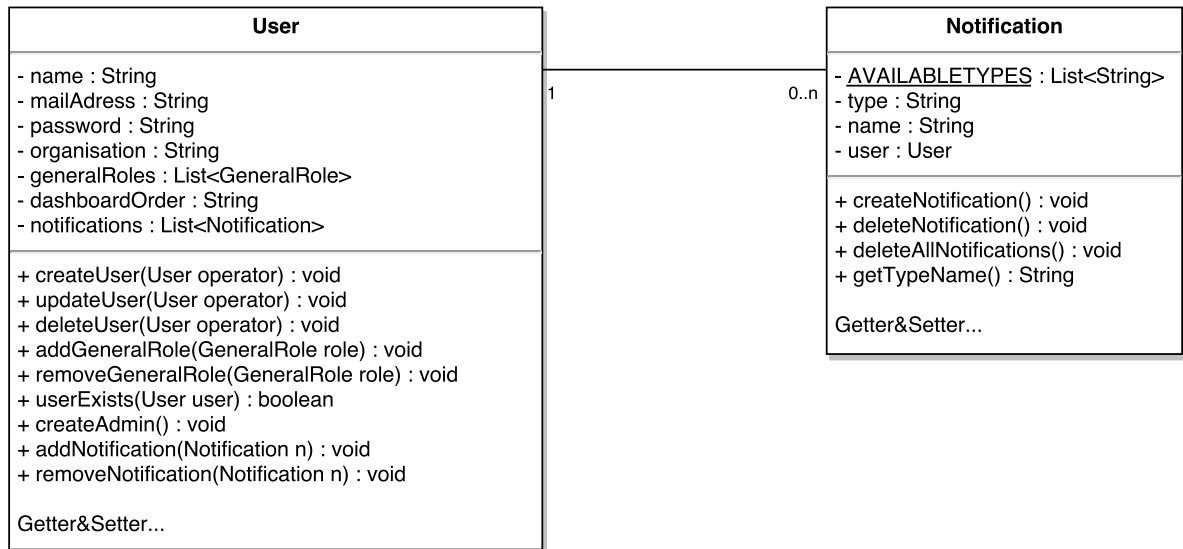 User
- name : String
- mailAdress : String
- password : String
- organisation : String
- generalRoles : List<GeneralRole>
- dashboardOrder : String
- notifications : List<Notification>
+ createUser(User operator) : void
+ updateUser(User operator) : void
+ deleteUser(User operator) : void
+ addGeneralRole(GeneralRole role) : void
+ removeGeneralRole(GeneralRole role) : void
+ userExists(User user) : boolean
+ createAdmin() : void
+ addNotification(Notification n) : void
+ removeNotification(Notification n) : void
Getter&Setter...
1
0..n
Notification
- AVAILABLETYPES : List<String>
- type : String
- name : String
- user : User
+ createNotification() : void
+ deleteNotification() : void
+ deleteAllNotifications() : void
+ getTypeName() : String
Getter&Setter...